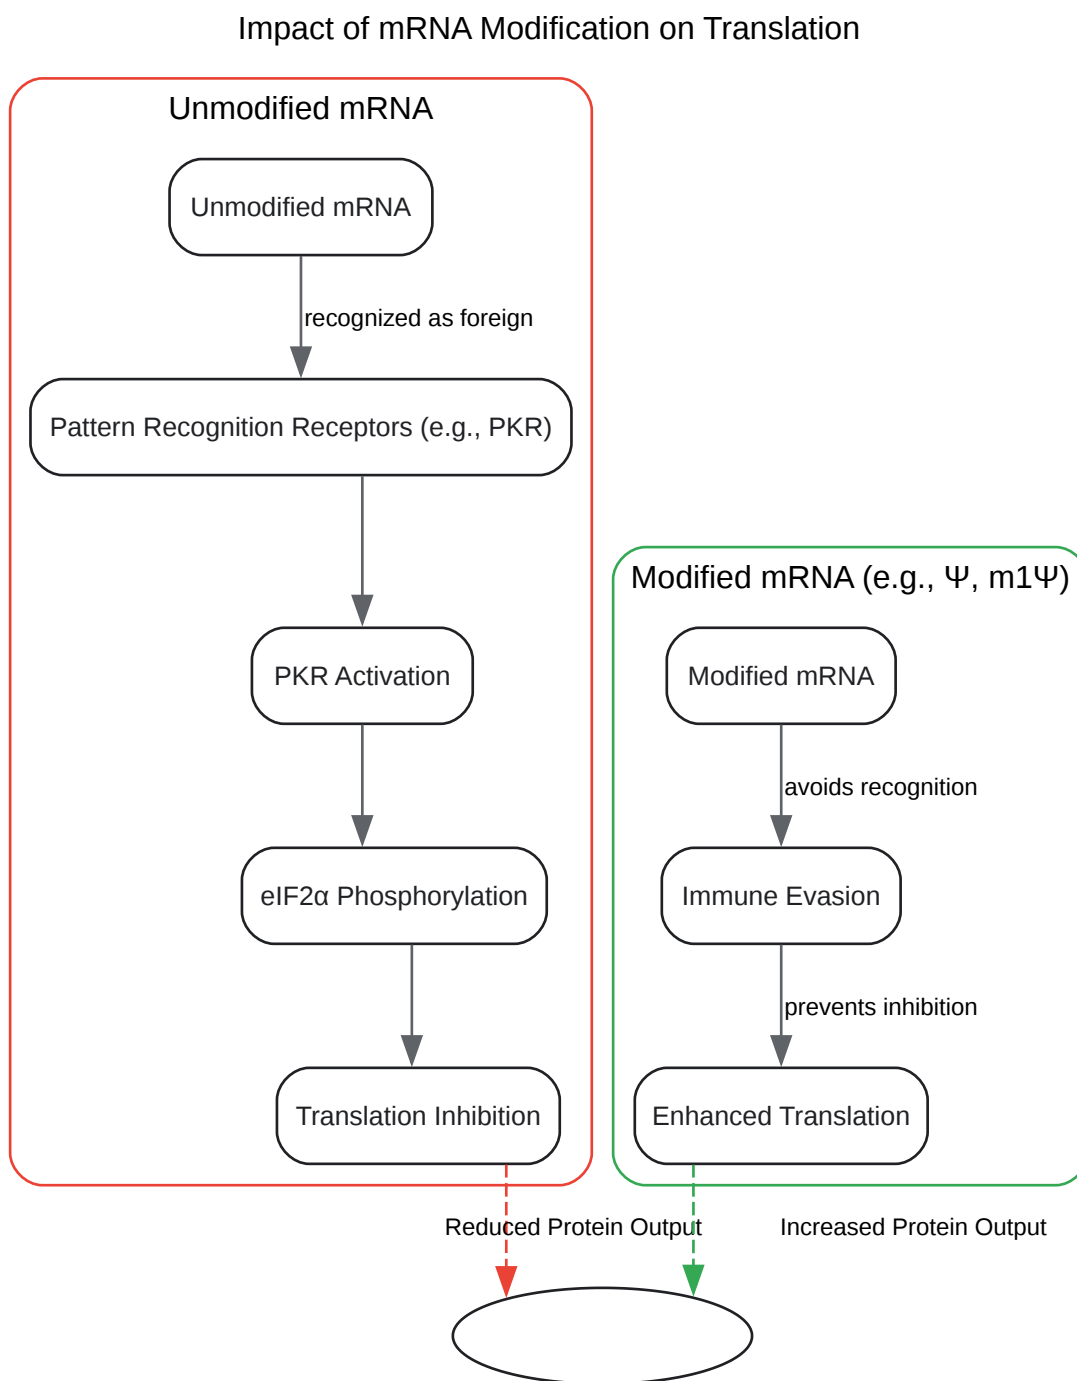 Impact of mRNA Modification on Translation
Unmodified mRNA
Unmodified mRNA
recognized as foreign
Pattern Recognition Receptors (e.g., PKR)
PKR Activation
eIF2α Phosphorylation
Translation Inhibition
Reduced Protein Output
Modified mRNA (e.g., Ψ, m1Ψ)
Modified mRNA
avoids recognition
Immune Evasion
prevents inhibition
Enhanced Translation
Increased Protein Output